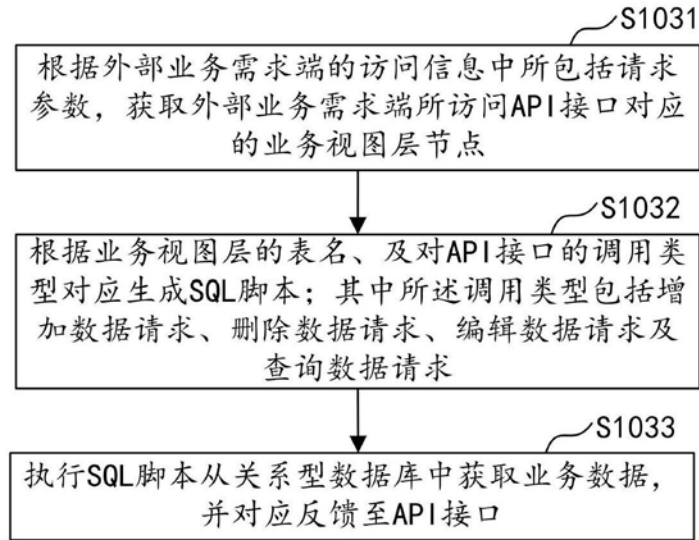 S1031
根据外部业务需求端的访问信息中所包括请求
参数，获取外部业务需求端所访问API接口对应
的业务视图层节点
S1032
根据业务视图层的表名、及对API接口的调用类
型对应生成SQL脚本；其中所述调用类型包括增
加数据请求、删除数据请求、编辑数据请求及
查询数据请求
S1033
执行SQL脚本从关系型数据库中获取业务数据，
并对应反馈至API接口